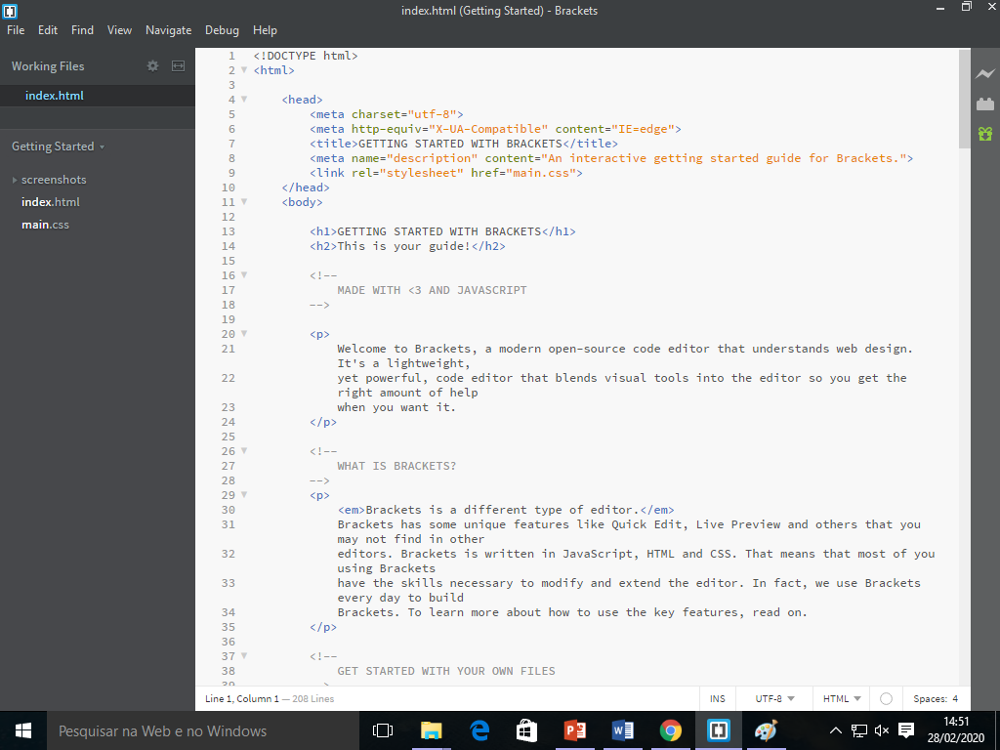 index.html (Getting Started) - Brackets
File Edit Find View Navigate Debug Help
Working Files
index.html
Getting Started
screenshots
index.html
main.css
1 <!DOCTYPE html>
2 <html>
3
4 <head>
5 <meta charset="utf-8">
6 <meta http-equiv="X-UA-Compatible" content="IE=edge">
7 <title>GETTING STARTED WITH BRACKETS</title>
8 <meta name="description" content="An interactive getting started guide for Brackets.">
9 <link rel="stylesheet" href="main.css">
10 </head>
11 <body>
12
13 <h1>GETTING STARTED WITH BRACKETS</h1>
14 <h2>This is your guide!</h2>
15
16 <!--
17 MADE WITH <3 AND JAVASCRIPT
18 -->
19
20 <p>
21 Welcome to Brackets, a modern open-source code editor that understands web design.
It's a lightweight,
22 yet powerful, code editor that blends visual tools into the editor so you get the
right amount of help
23 when you want it.
24 </p>
25
26 <!--
27 WHAT IS BRACKETS?
28 -->
29 <p>
30 <em>Brackets is a different type of editor.</em>
31 Brackets has some unique features like Quick Edit, Live Preview and others that you
may not find in other
32 editors. Brackets is written in JavaScript, HTML and CSS. That means that most of you
using Brackets
33 have the skills necessary to modify and extend the editor. In fact, we use Brackets
every day to build
34 Brackets. To learn more about how to use the key features, read on.
35 </p>
36
37 <!--
38 GET STARTED WITH YOUR OWN FILES
39 -->
Line 1, Column 1 — 208 Lines
INS UTF-8 HTML Spaces: 4
Pesquisar na Web e no Windows
14:51
28/02/2020